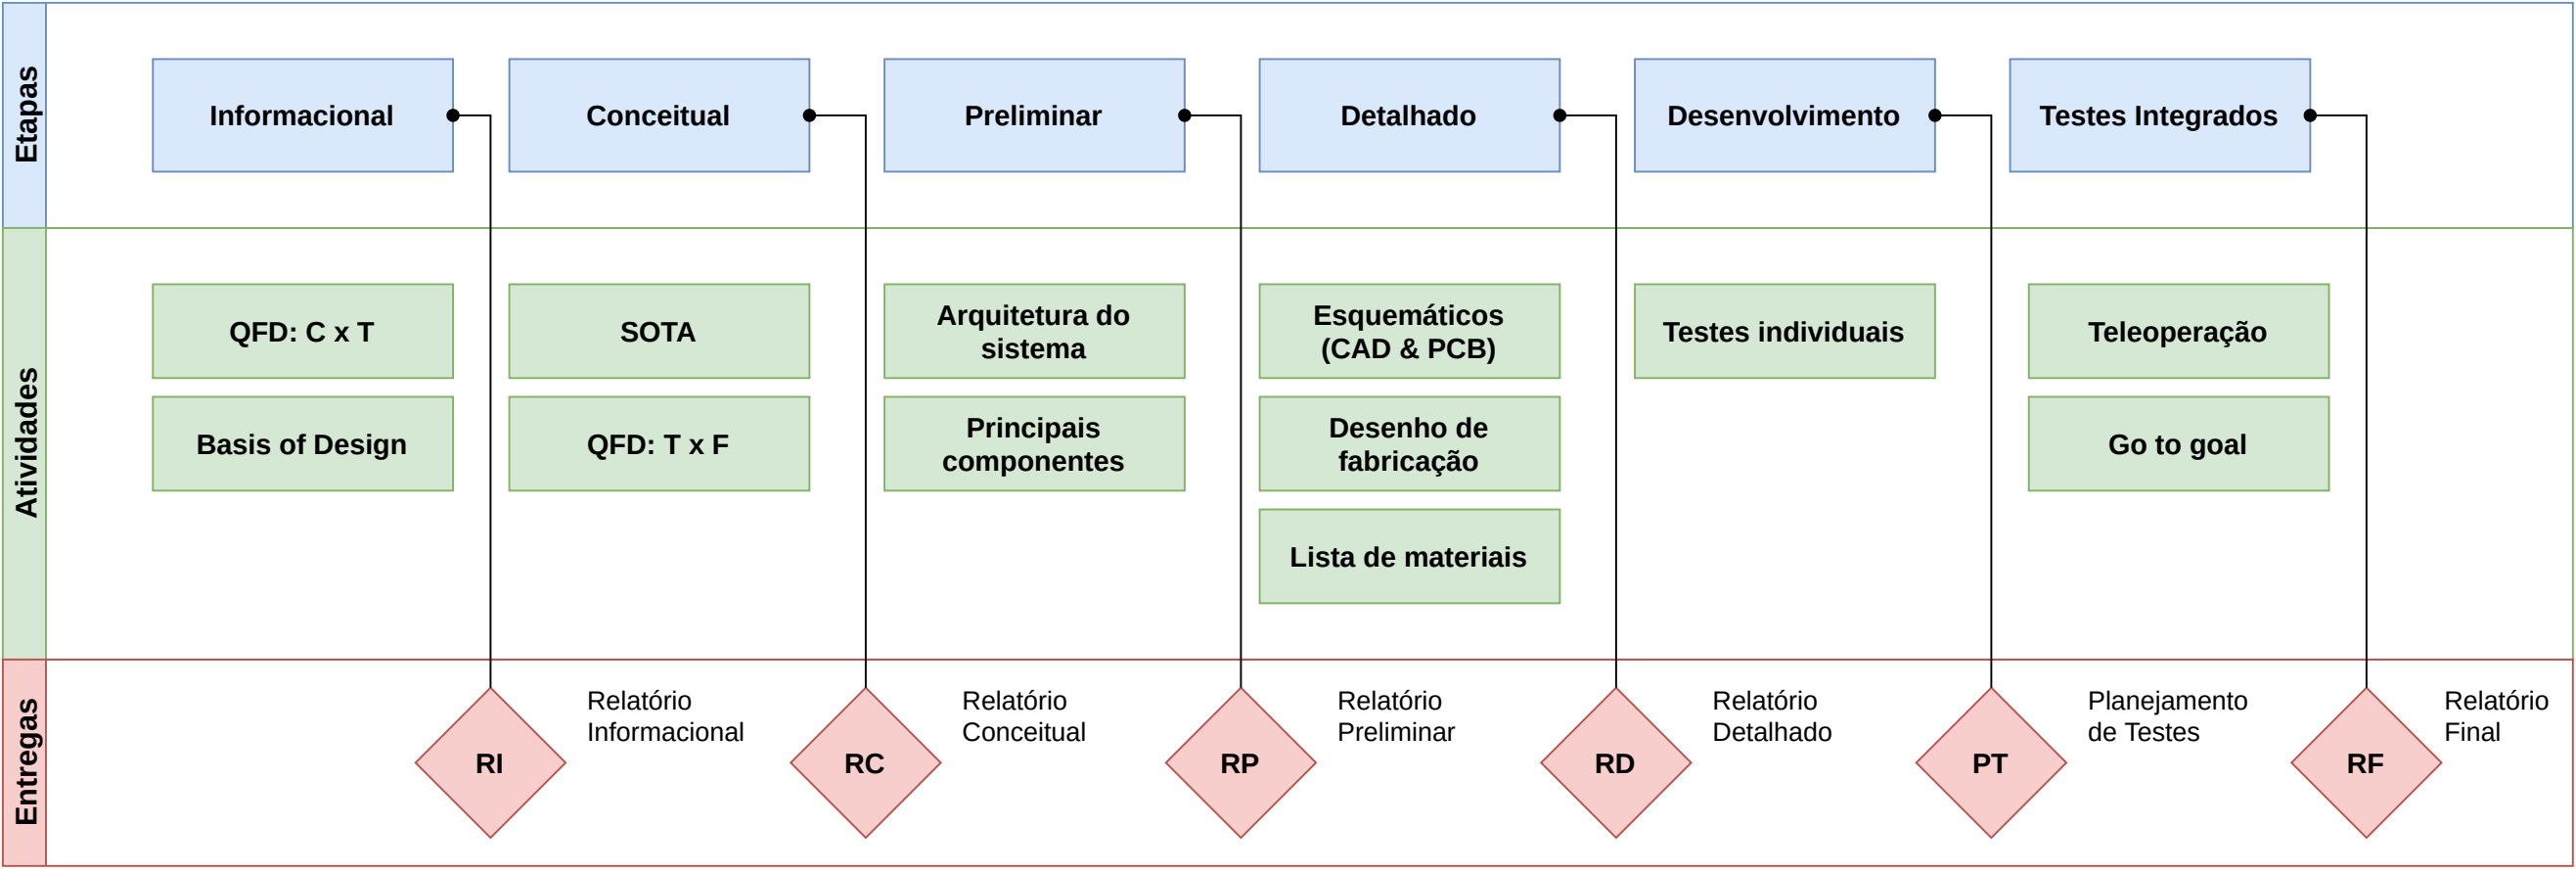 Etapas
Informacional
Conceitual
Preliminar
Detalhado
Desenvolvimento
Testes Integrados
Atividades
QFD: C x T
SOTA
Arquitetura do
sistema
Esquemáticos
(CAD & PCB)
Testes individuais
Teleoperação
Basis of Design
QFD: T x F
Principais
componentes
Desenho de
fabricação
Go to goal
Lista de materiais
Entregas
RI
Relatório
Informacional
RC
Relatório
Conceitual
RP
Relatório
Preliminar
RD
Relatório
Detalhado
PT
Planejamento
de Testes
RF
Relatório
Final